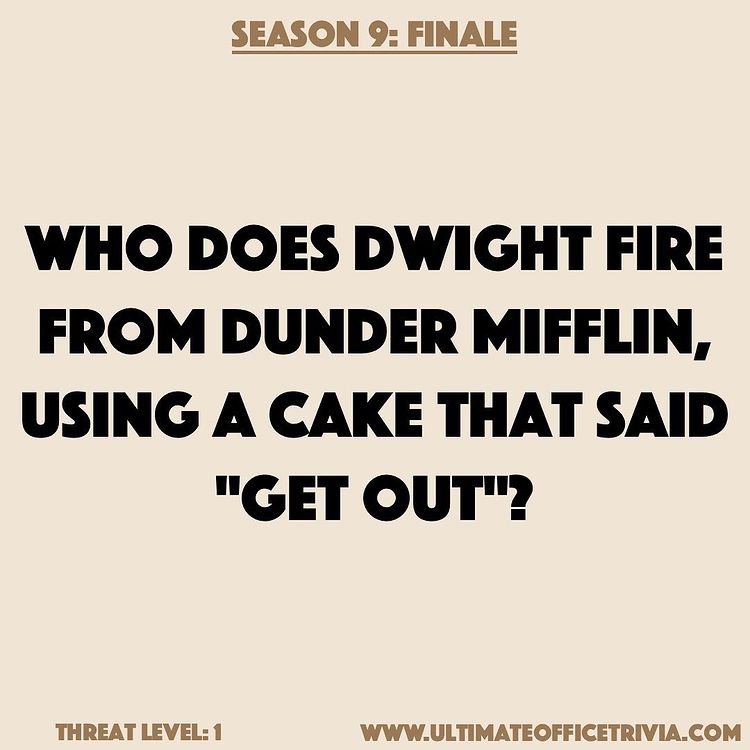 SEASON 9: FINALE
WHO DOES DWIGHT FIRE
FROM DUNDER MIFFLIN,
USING A CAKE THAT SAID
"GET OUT"?
THREAT LEVEL: 1
WWW.ULTIMATEOFFICETRIVIA.COM